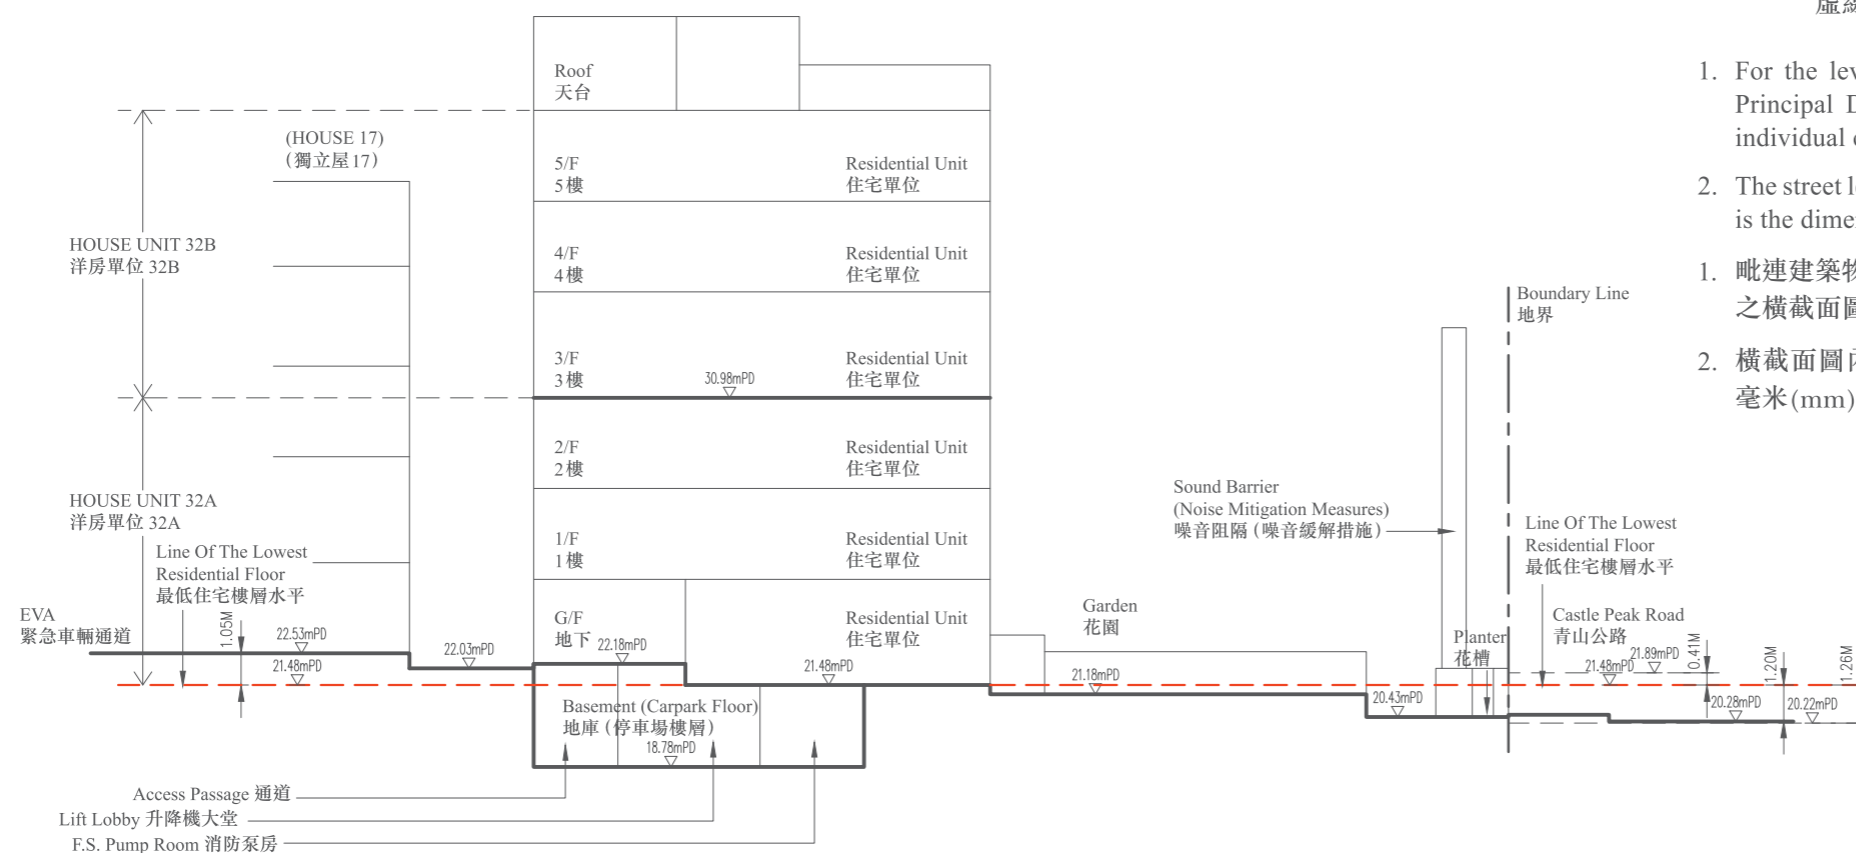 Roof
天台
(HOUSE 17)
(獨立屋17)
5/F
5樓
Residential Unit
住宅單位
HOUSE UNIT 32B
洋房單位 32B
4/F
4樓
Residential Unit
住宅單位
3/F
3樓
30.98mPD
Residential Unit
住宅單位
2/F
2樓
Residential Unit
住宅單位
HOUSE UNIT 32A
洋房單位 32A
1/F
1樓
Residential Unit
住宅單位
Line Of The Lowest
Residential Floor
最低住宅樓層水平
EVA
緊急車輛通道
1.05M
22.53mPD
21.48mPD
22.03mPD
G/F
地下
22.18mPD
Residential Unit
住宅單位
21.48mPD
Basement (Carpark Floor)
地庫 (停車場樓層)
18.78mPD
Access Passage 通道
Lift Lobby 升降機大堂
F.S. Pump Room 消防泵房
Garden
花園
21.18mPD
20.43mPD
Sound Barrier
(Noise Mitigation Measures)
噪音阻隔 (噪音緩解措施)
Planter
花槽
Boundary Line
地界
Line Of The Lowest
Residential Floor
最低住宅樓層水平
Castle Peak Road
青山公路
21.89mPD
21.48mPD
0.41M
1.20M
1.26M
20.28mPD
20.22mPD
1. For the lev
Principal D
individual
2. The street l
is the dime
1. 毗連建築物
之橫截面圖
2. 橫截面圖內
毫米(mm)